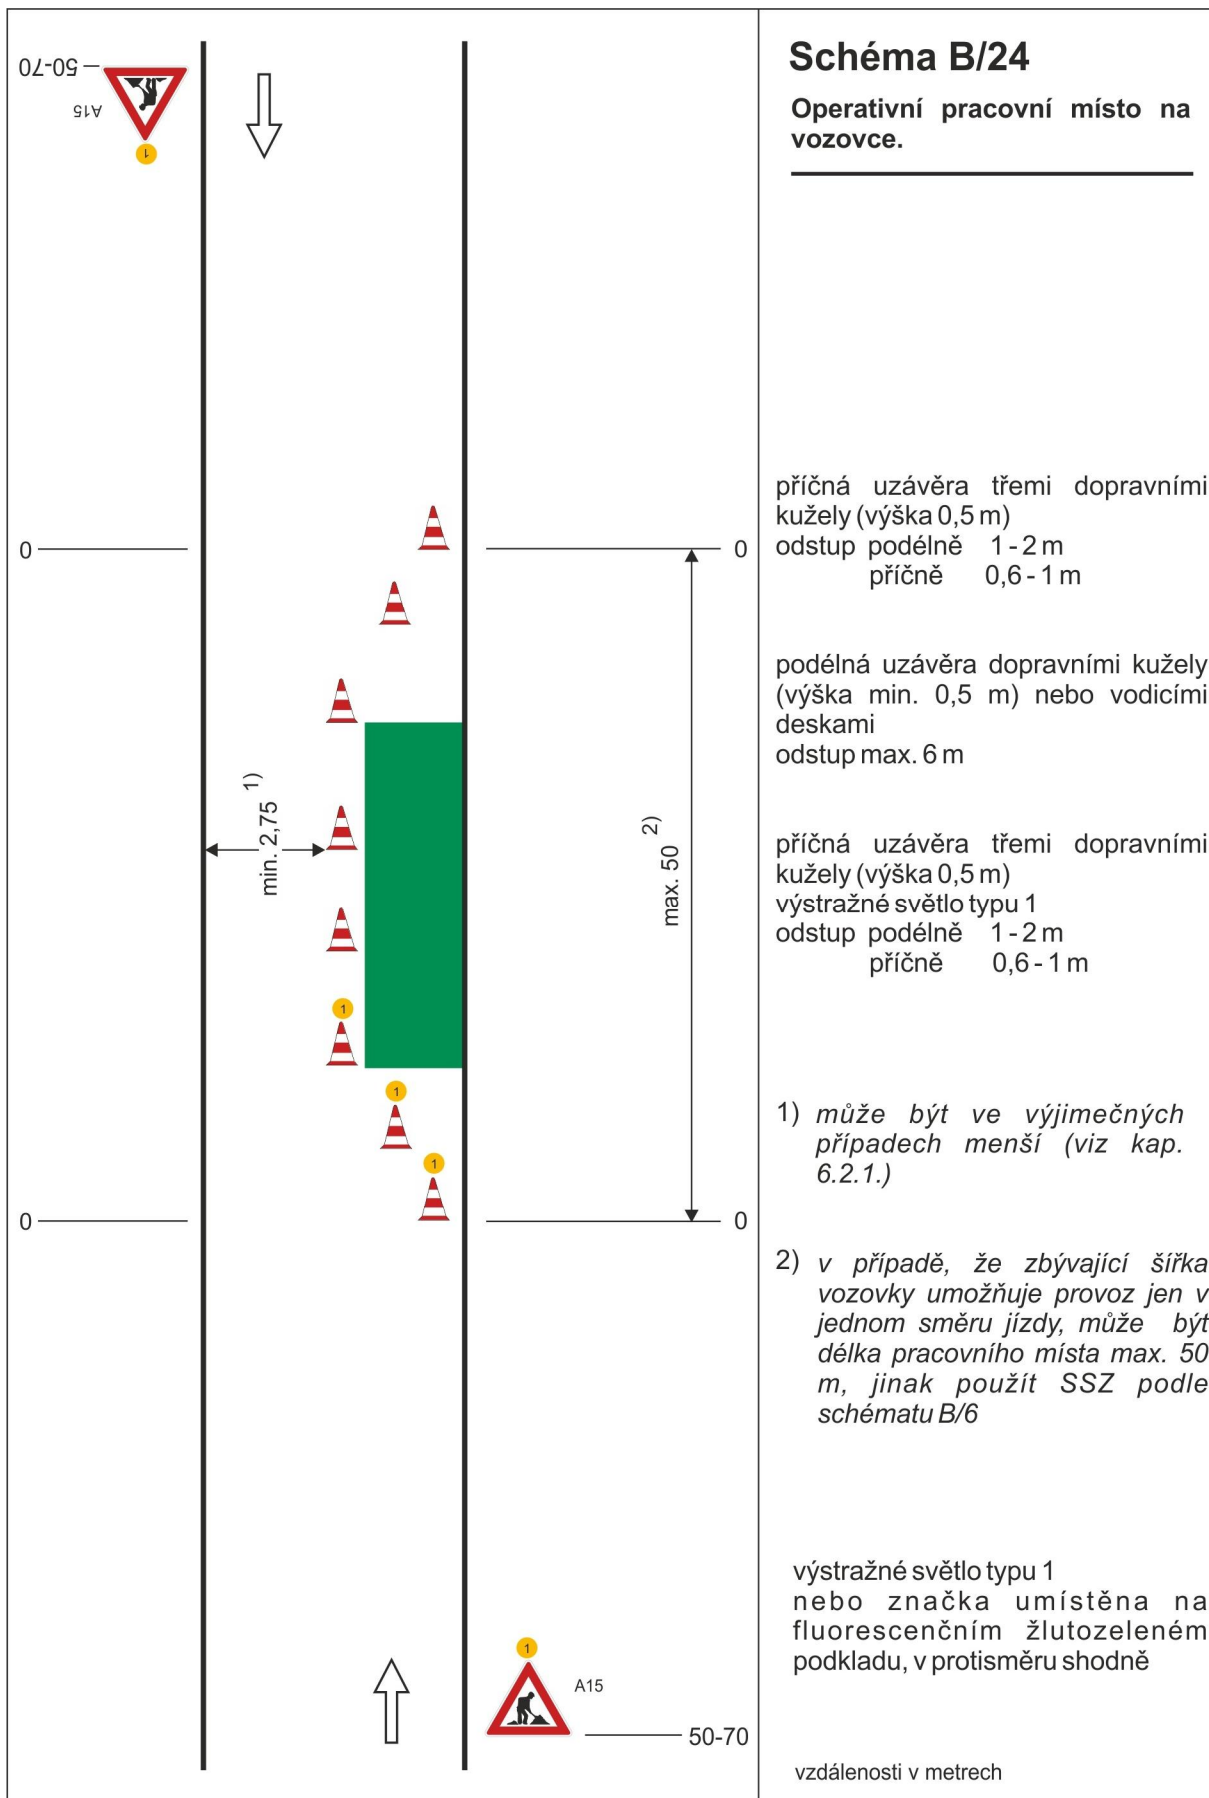 Schéma B/24
Operativní pracovní místo na
vozovce.
50-70
A15
1
0
0
příčná uzávěra třemi dopravními
kužely (výška 0,5 m)
odstup podélně 1 - 2 m
příčně 0,6 - 1 m
podélná uzávěra dopravními kužely
(výška min. 0,5 m) nebo vodicími
deskami
odstup max. 6 m
min. 2,75 1)
max. 50 2)
příčná uzávěra třemi dopravními
kužely (výška 0,5 m)
výstražné světlo typu 1
odstup podélně 1 - 2 m
příčně 0,6 - 1 m
1
1
1
0
0
1) může být ve výjimečných
případech menší (viz kap.
6.2.1.)
2) v případě, že zbývající šířka
vozovky umožňuje provoz jen v
jednom směru jízdy, může být
délka pracovního místa max. 50
m, jinak použít SSZ podle
schématu B/6
výstražné světlo typu 1
nebo značka umístěna na
fluorescenčním žlutozeleném
podkladu, v protisměru shodně
1
A15
50-70
vzdálenosti v metrech